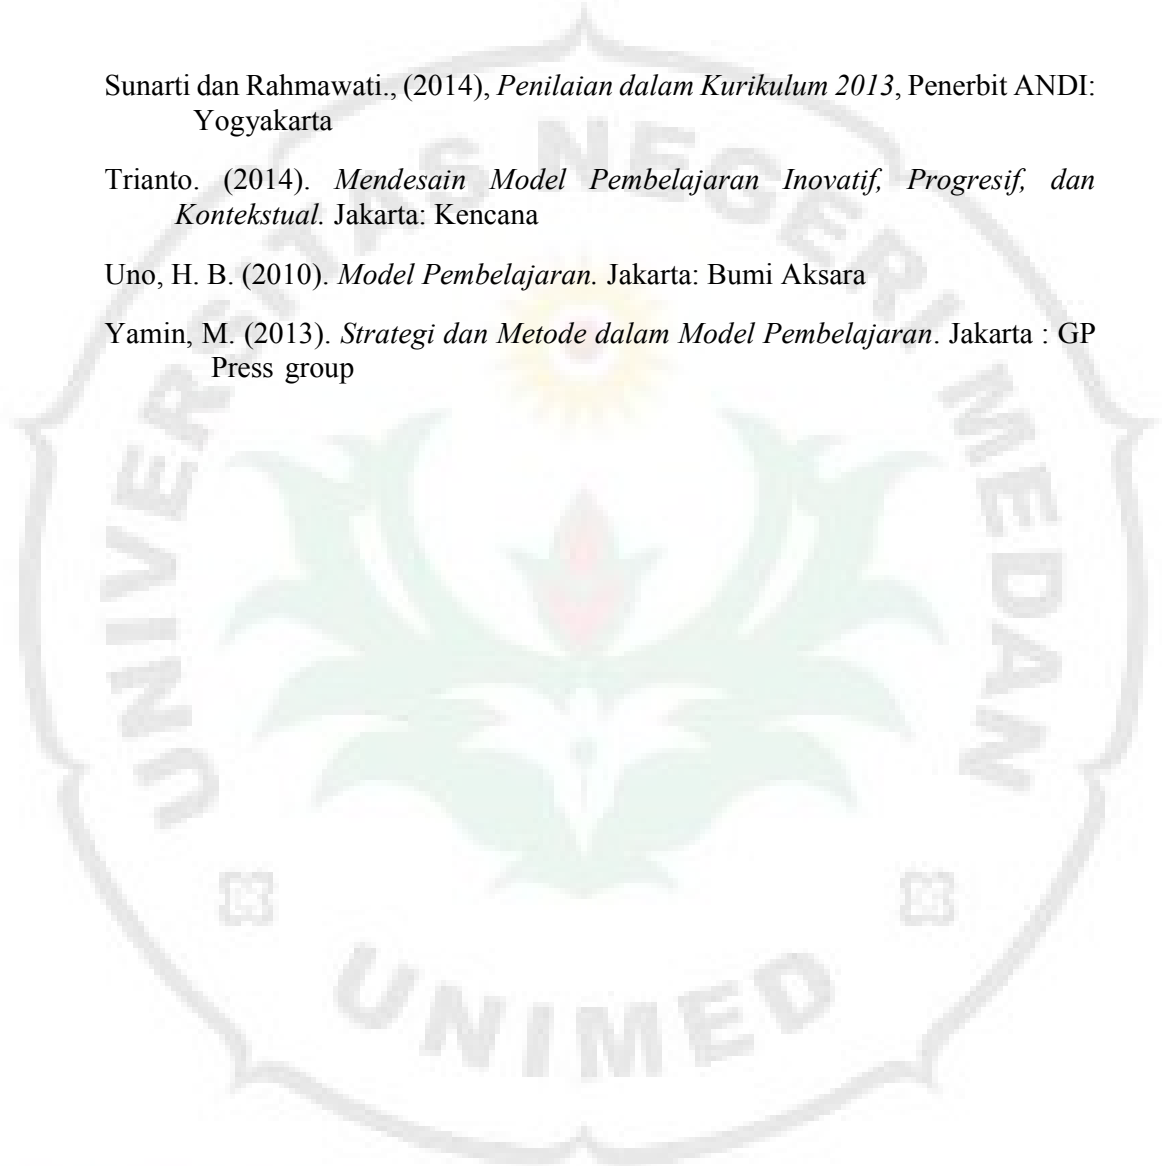 Sunarti dan Rahmawati., (2014), Penilaian dalam Kurikulum 2013, Penerbit ANDI:
Yogyakarta
Trianto. (2014). Mendesain Model Pembelajaran Inovatif, Progresif, dan
Kontekstual. Jakarta: Kencana
Uno, H. B. (2010). Model Pembelajaran. Jakarta: Bumi Aksara
Yamin, M. (2013). Strategi dan Metode dalam Model Pembelajaran. Jakarta : GP
Press group
UNIVERSITAS NEGERI MEDAN
UNIMED